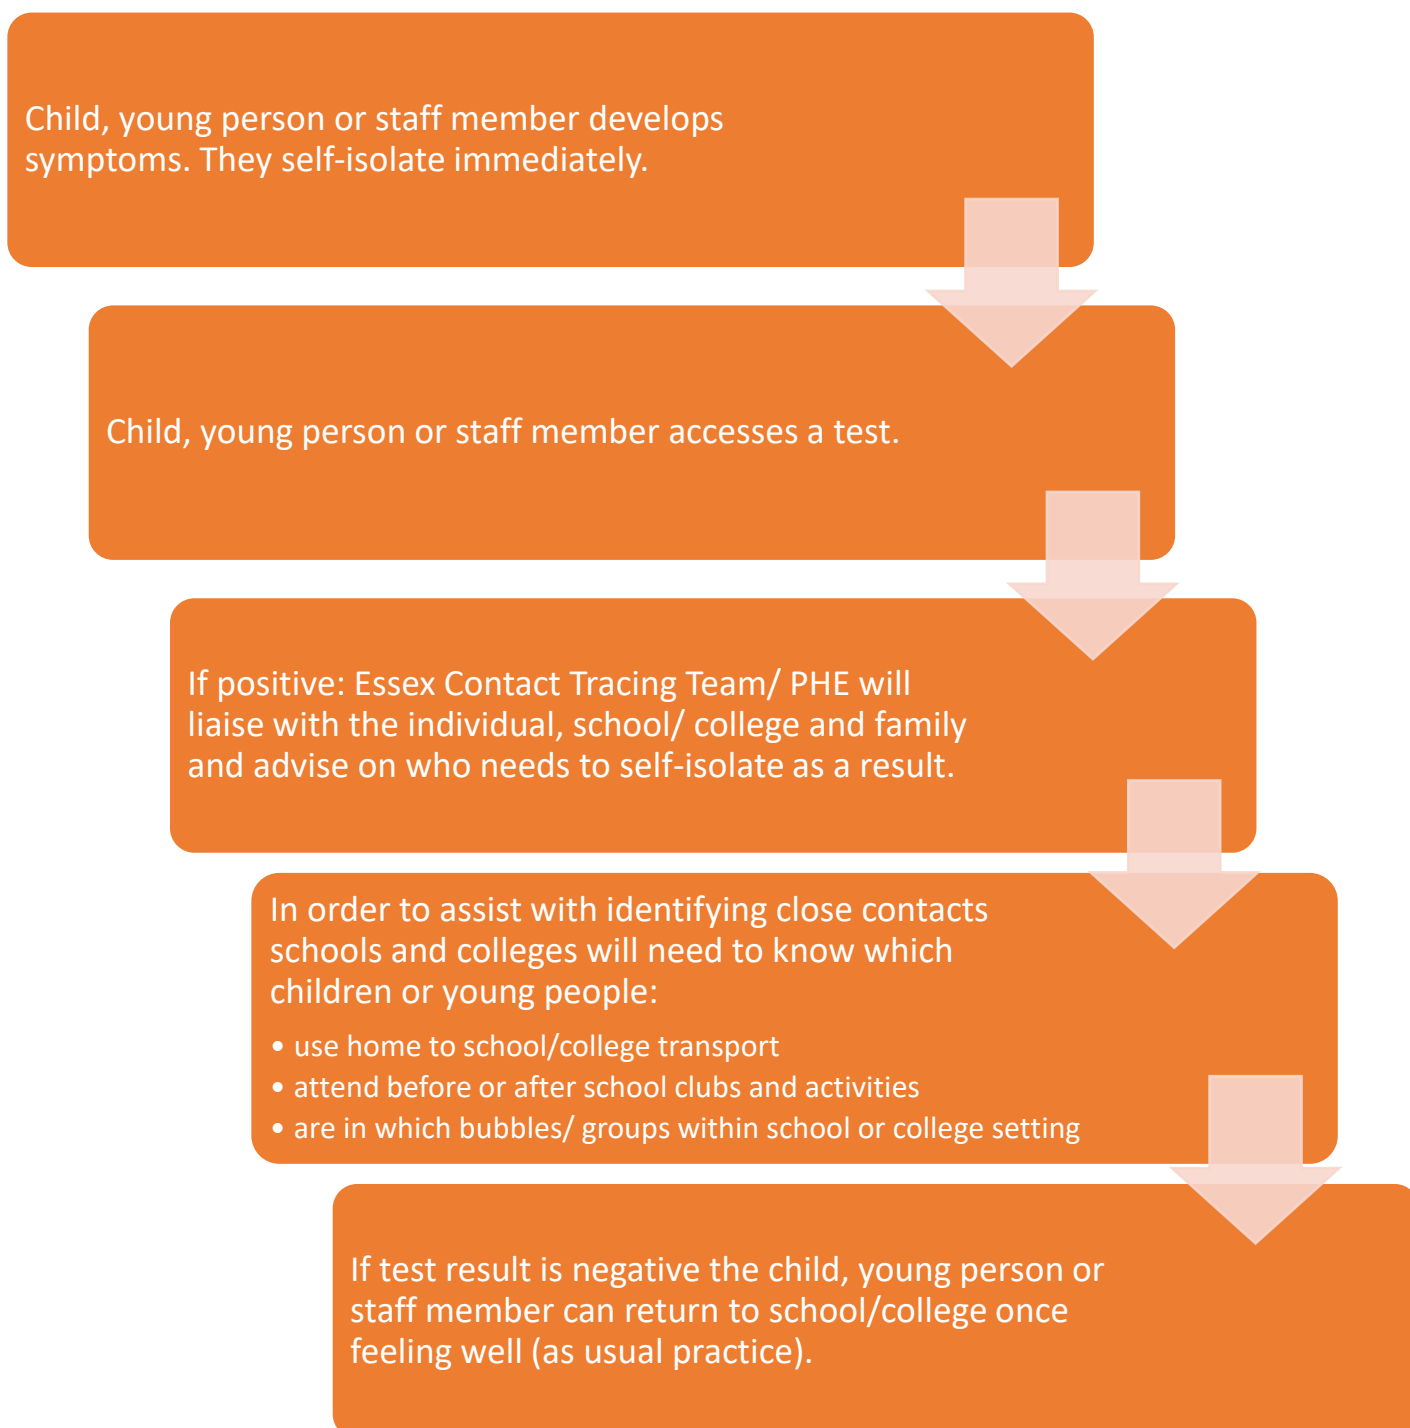 Child, young person or staff member develops
symptoms. They self-isolate immediately.
Child, young person or staff member accesses a test.
If positive: Essex Contact Tracing Team/ PHE will
liaise with the individual, school/ college and family
and advise on who needs to self-isolate as a result.
In order to assist with identifying close contacts
schools and colleges will need to know which
children or young people:
• use home to school/college transport
• attend before or after school clubs and activities
• are in which bubbles/ groups within school or college setting
If test result is negative the child, young person or
staff member can return to school/college once
feeling well (as usual practice).